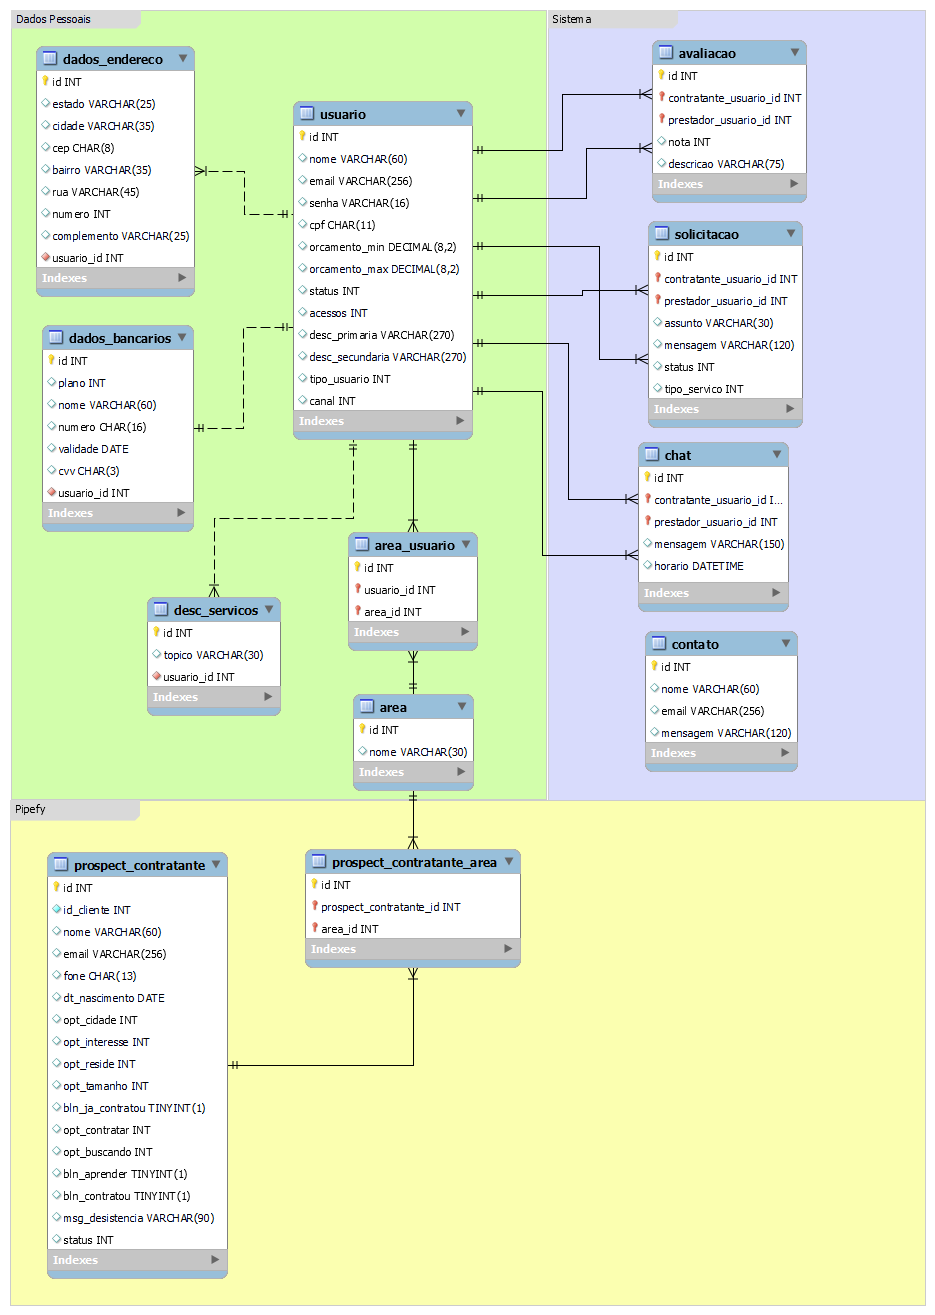 Dados Pessoais
dados_endereco
id INT
estado VARCHAR(25)
cidade VARCHAR(35)
cep CHAR(8)
bairro VARCHAR(35)
rua VARCHAR(45)
numero INT
complemento VARCHAR(25)
usuario_id INT
Indexes
dados_bancarios
id INT
plano INT
nome VARCHAR(60)
numero CHAR(16)
validade DATE
cvv CHAR(3)
usuario_id INT
Indexes
usuario
id INT
nome VARCHAR(60)
email VARCHAR(256)
senha VARCHAR(16)
cpf CHAR(11)
orcamento_min DECIMAL(8,2)
orcamento_max DECIMAL(8,2)
status INT
acessos INT
desc_primaria VARCHAR(270)
desc_secundaria VARCHAR(270)
tipo_usuario INT
canal INT
Indexes
desc_servicos
id INT
topico VARCHAR(30)
usuario_id INT
Indexes
area_usuario
id INT
usuario_id INT
area_id INT
Indexes
area
id INT
nome VARCHAR(30)
Indexes
Sistema
avaliacao
id INT
contratante_usuario_id INT
prestador_usuario_id INT
nota INT
descricao VARCHAR(75)
Indexes
solicitacao
id INT
contratante_usuario_id INT
prestador_usuario_id INT
assunto VARCHAR(30)
mensagem VARCHAR(120)
status INT
tipo_servico INT
Indexes
chat
id INT
contratante_usuario_id I...
prestador_usuario_id INT
mensagem VARCHAR(150)
horario DATETIME
Indexes
contato
id INT
nome VARCHAR(60)
email VARCHAR(256)
mensagem VARCHAR(120)
Indexes
Pipefy
prospect_contratante
id INT
id_cliente INT
nome VARCHAR(60)
email VARCHAR(256)
fone CHAR(13)
dt_nascimento DATE
opt_cidade INT
opt_interesse INT
opt_reside INT
opt_tamanho INT
bln_ja_contratou TINYINT(1)
opt_contratar INT
opt_buscando INT
bln_aprender TINYINT(1)
bln_contratou TINYINT(1)
msg_desistencia VARCHAR(90)
status INT
Indexes
prospect_contratante_area
id INT
prospect_contratante_id INT
area_id INT
Indexes